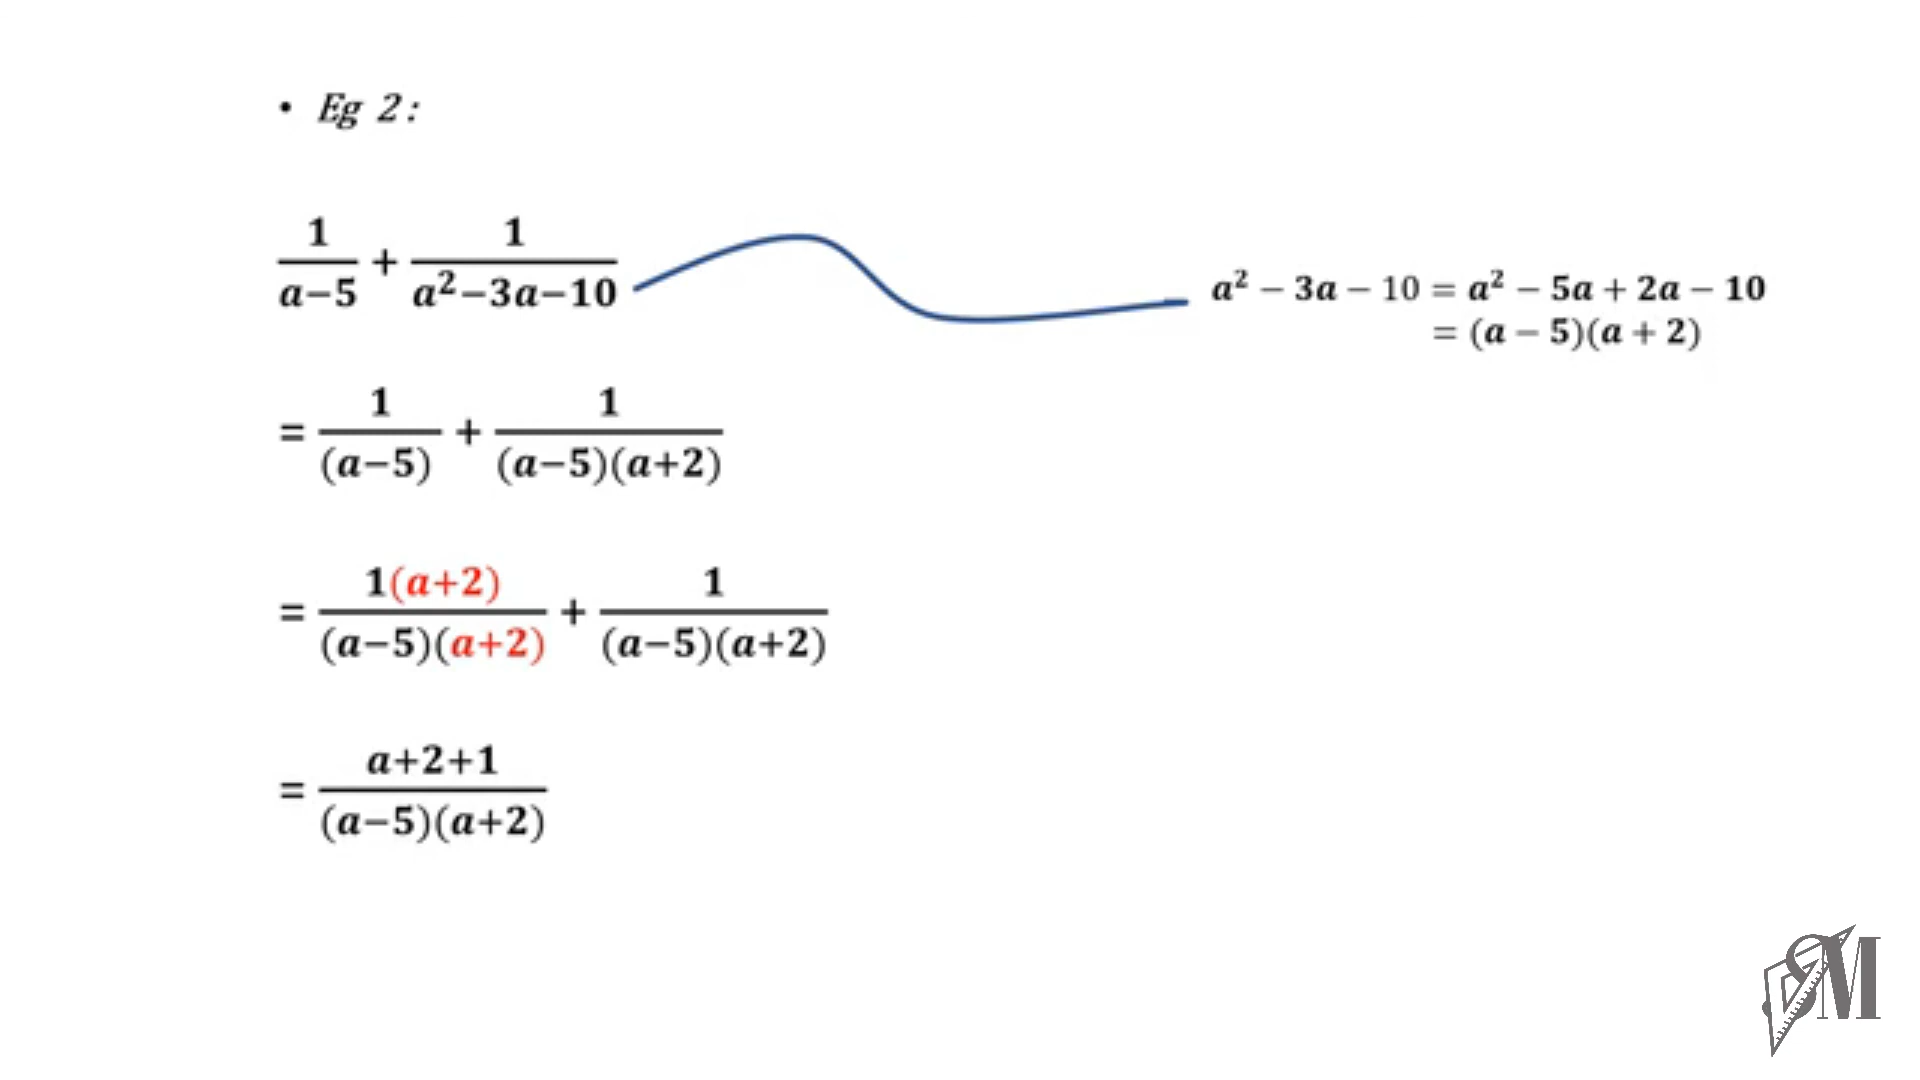 • Eg 2:
1/(a−5) + 1/(a²−3a−10)
a² − 3a − 10 = a² − 5a + 2a − 10
= (a − 5)(a + 2)
= 1/(a−5) + 1/((a−5)(a+2))
= 1(a+2)/((a−5)(a+2)) + 1/((a−5)(a+2))
= (a+2+1)/((a−5)(a+2))
SM